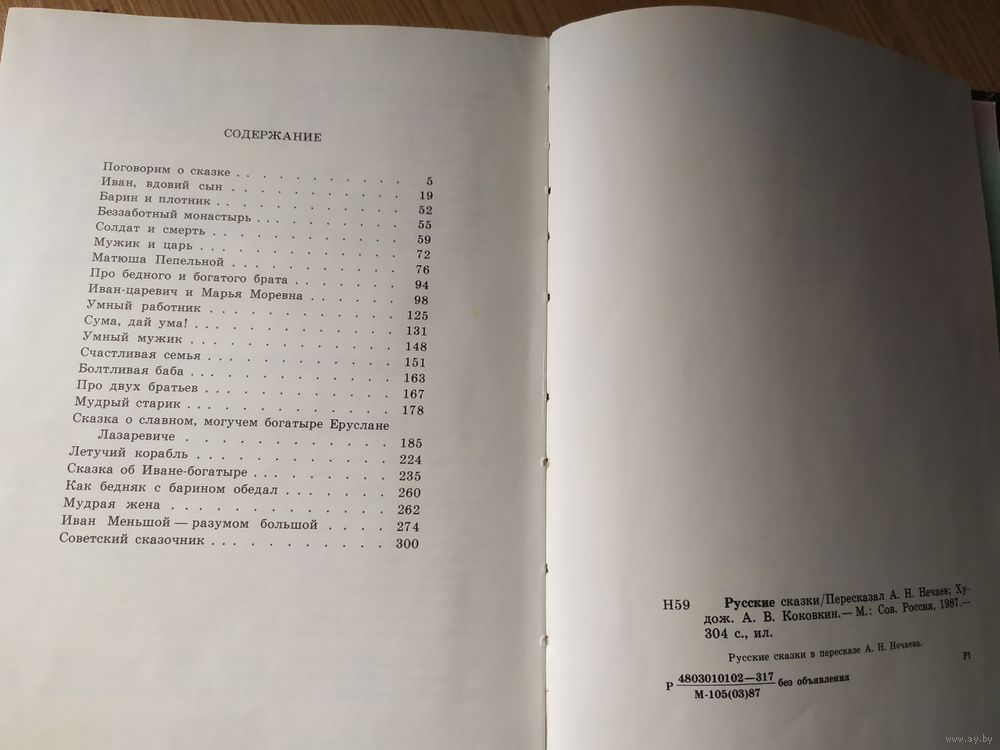 СОДЕРЖАНИЕ
Поговорим о сказке . . . . . . . . . . . 5
Иван, вдовий сын . . . . . . . . . . . 19
Барин и плотник . . . . . . . . . . . 52
Беззаботный монастырь . . . . . . . . . 55
Солдат и смерть . . . . . . . . . . . 59
Мужик и царь . . . . . . . . . . . . 72
Матюша Пепельной . . . . . . . . . . 76
Про бедного и богатого брата . . . . . . . 94
Иван-царевич и Марья Моревна . . . . . . 98
Умный работник . . . . . . . . . . . 125
Сума, дай ума! . . . . . . . . . . . . 131
Умный мужик . . . . . . . . . . . . 148
Счастливая семья . . . . . . . . . . . 151
Болтливая баба . . . . . . . . . . . . 163
Про двух братьев . . . . . . . . . . . 167
Мудрый старик . . . . . . . . . . . . 178
Сказка о славном, могучем богатыре Еруслане
Лазаревиче . . . . . . . . . . . 185
Летучий корабль . . . . . . . . . . . 224
Сказка об Иване-богатыре . . . . . . . . 235
Как бедняк с барином обедал . . . . . . 260
Мудрая жена . . . . . . . . . . . . 262
Иван Меньшой — разумом большой . . . . 274
Советский сказочник . . . . . . . . . . 300
Н59 Русские сказки/Пересказал А. Н. Нечаев; Ху-
дож. А. В. Коковкин.— М.: Сов. Россия, 1987.—
304 с., ил.
Русские сказки в пересказе А. Н. Нечаева.
Р 4803010102—317 без объявления Р1
М-105(03)87
www.ay.by